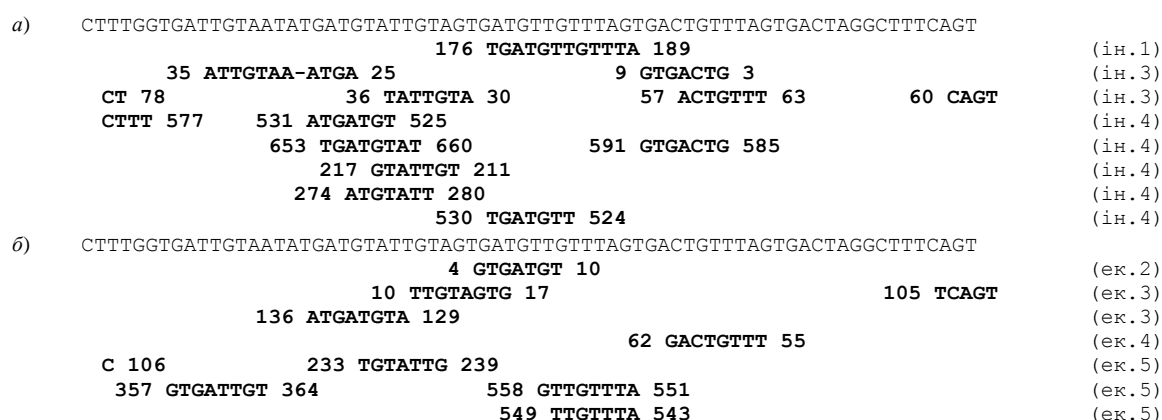 а) CTTTGGTGATTGTAATATGATGTATTGTAGTGATGTTGTTTAGTGACTGTTTAGTGACTAGGCTTTCAGT
176 TGATGTTGTTTA 189 (ін.1)
35 ATTGTAA-ATGA 25 9 GTGACTG 3 (ін.3)
CT 78 36 TATTGTA 30 57 ACTGTTT 63 60 CAGT (ін.3)
CTTT 577 531 ATGATGT 525 (ін.4)
653 TGATGTAT 660 591 GTGACTG 585 (ін.4)
217 GTATTGT 211 (ін.4)
274 ATGTATT 280 (ін.4)
530 TGATGTT 524 (ін.4)
б) CTTTGGTGATTGTAATATGATGTATTGTAGTGATGTTGTTTAGTGACTGTTTAGTGACTAGGCTTTCAGT
4 GTGATGT 10 (ек.2)
10 TTGTAGTG 17 105 TCAGT (ек.3)
136 ATGATGTA 129 (ек.3)
62 GACTGTTT 55 (ек.4)
C 106 233 TGTATTG 239 (ек.5)
357 GTGATTGT 364 558 GTTGTTTA 551 (ек.5)
549 TTGTTTA 543 (ек.5)